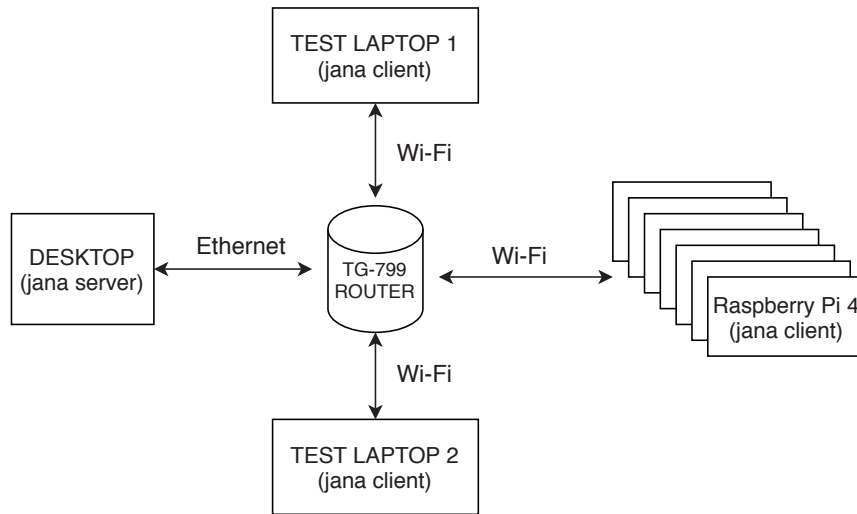 TEST LAPTOP 1
(jana client)
Wi-Fi
DESKTOP
(jana server)
Ethernet
TG-799
ROUTER
Wi-Fi
Raspberry Pi 4
(jana client)
Wi-Fi
TEST LAPTOP 2
(jana client)